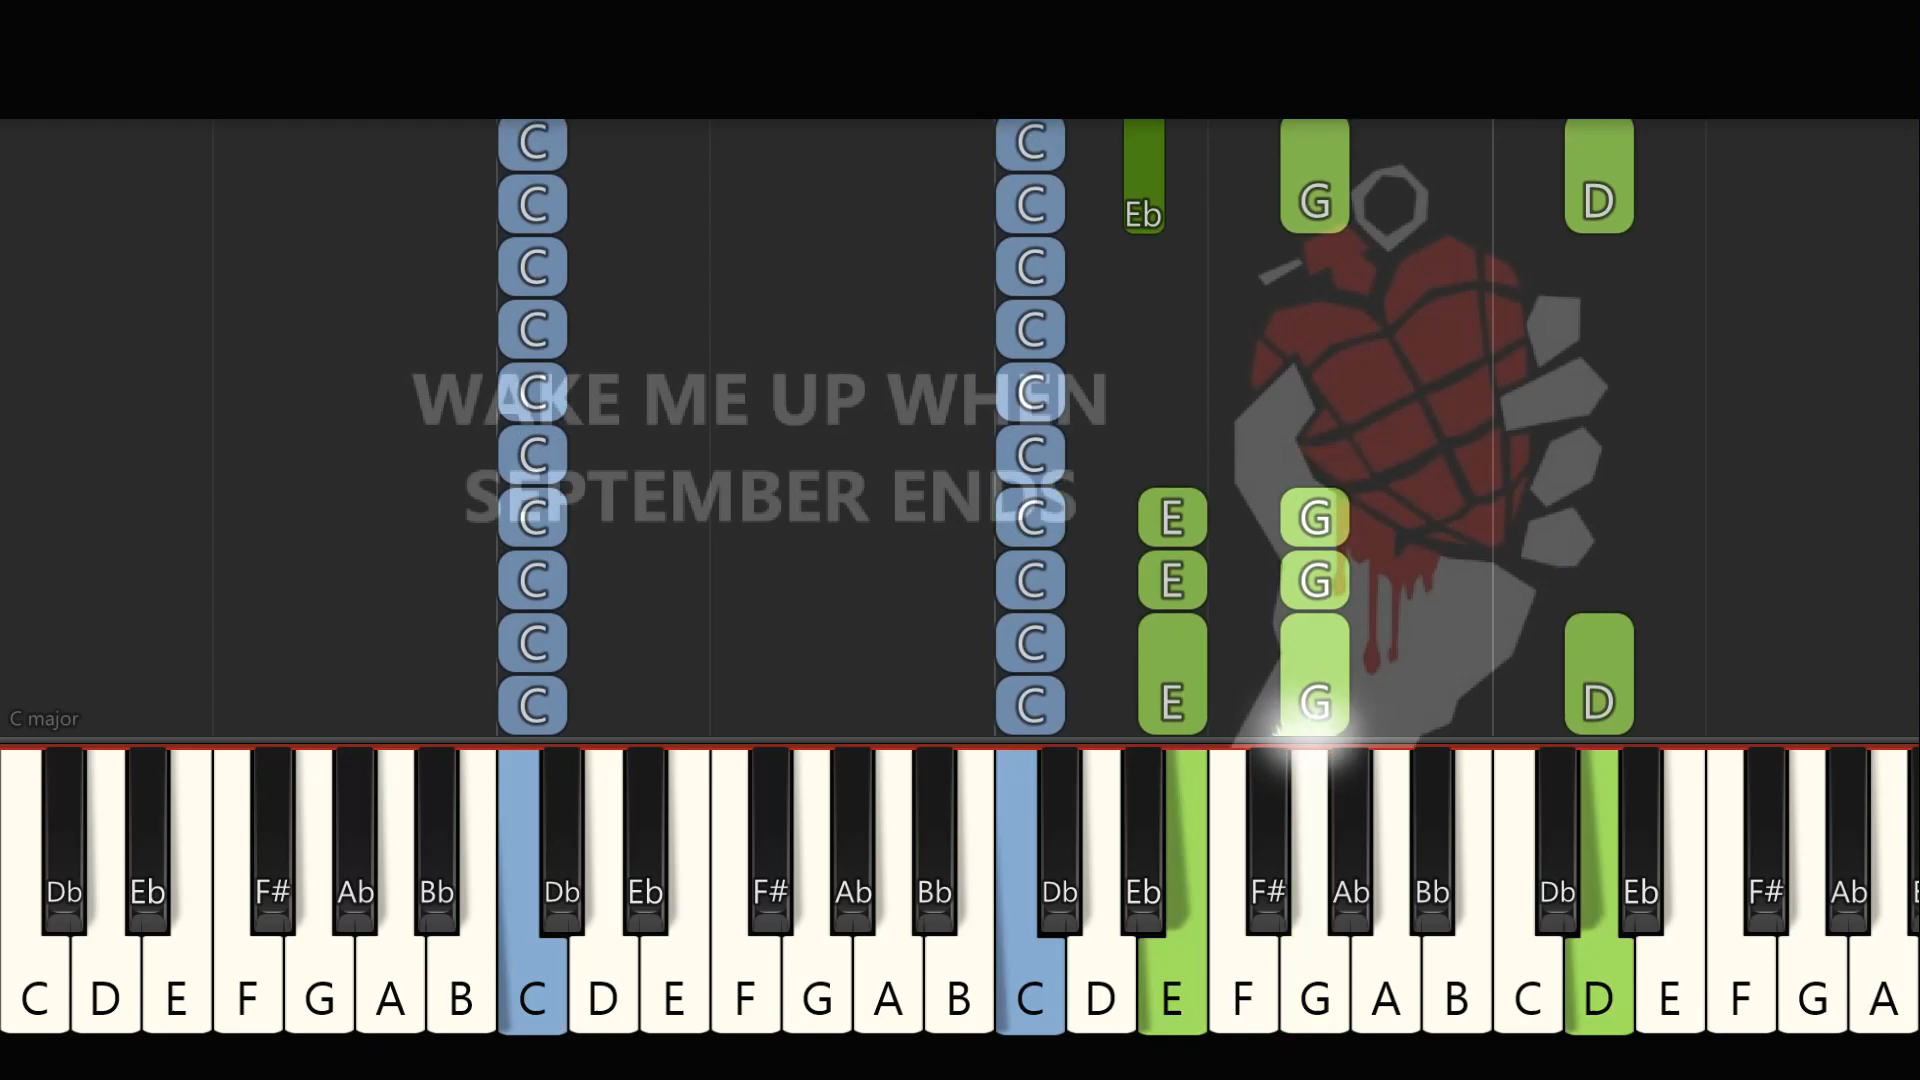 C C
C Eb G D
C C
C C
WAKE ME UP WHEN
C C
C C
SEPTEMBER ENDS
C C E G
C C E G
C C
C C E G D
C major
Db Eb F# Ab Bb Db Eb F# Ab Bb Db Eb F# Ab Bb Db Eb F# Ab
C D E F G A B C D E F G A B C D E F G A B C D E F G A